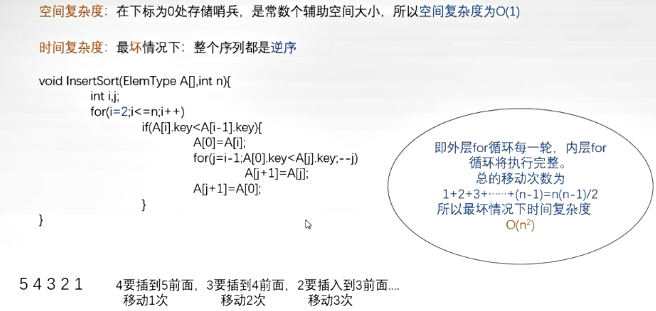 空间复杂度：在下标为0处存储哨兵，是常数个辅助空间大小，所以空间复杂度为O(1)
时间复杂度：最坏情况下：整个序列都是逆序
void InsertSort(ElemType A[],int n){
int i,j;
for(i=2;i<=n;i++)
if(A[i].key<A[i-1].key){
A[0]=A[i];
for(j=i-1;A[0].key<A[j].key;--j)
A[j+1]=A[j];
A[j+1]=A[0];
}
}
即外层for循环每一轮，内层for
循环将执行完整。
总的移动次数为
1+2+3+……+(n-1)=n(n-1)/2
所以最坏情况下时间复杂度
O(n²)
5 4 3 2 1 4要插到5前面，3要插到4前面，2要插入到3前面....
移动1次 移动2次 移动3次